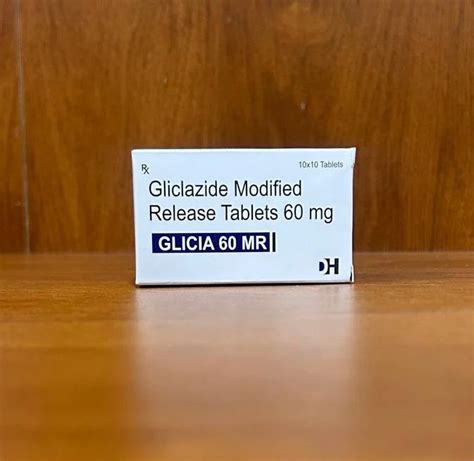 ℞
10x10 Tablets
Gliclazide Modified
Release Tablets 60 mg
GLICIA 60 MR
DH